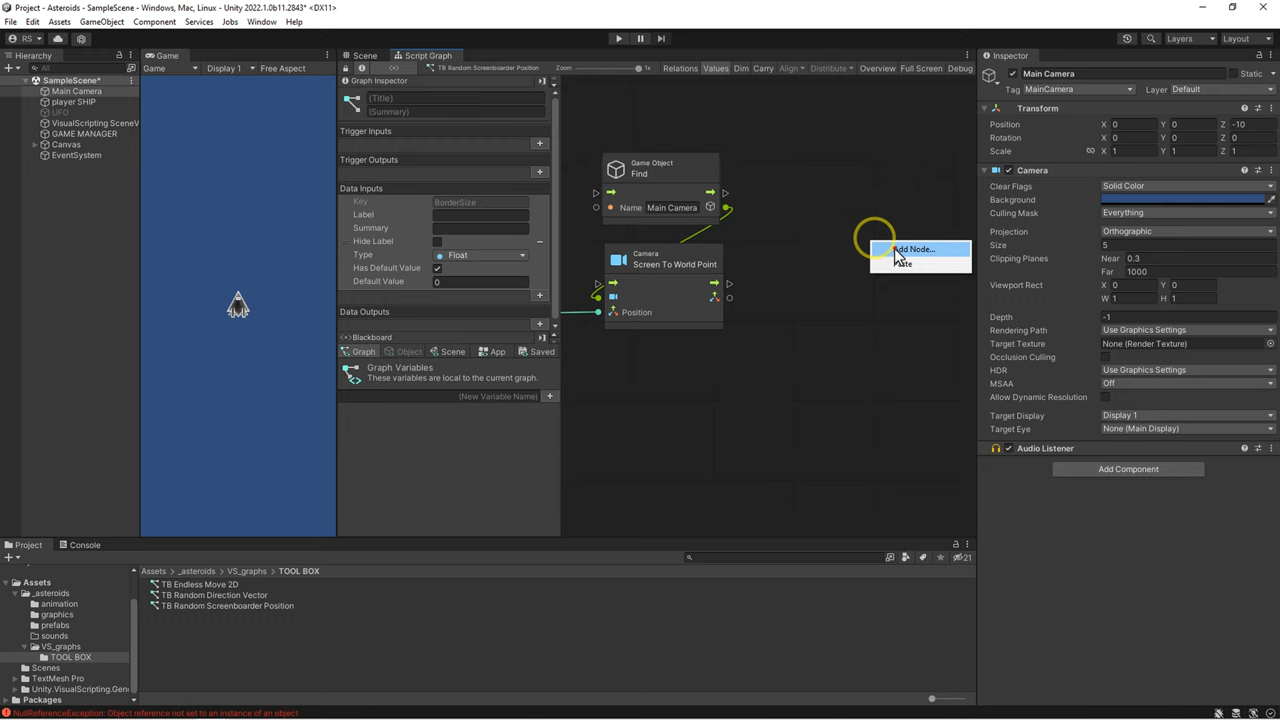 Project - Asteroids - SampleScene - Windows, Mac, Linux - Unity 2022.1.0b11.2843* <DX11>
File Edit Assets GameObject Component Services Jobs Window Help
RS Layers Layout
Hierarchy
All
SampleScene*
Main Camera
player SHIP
UFO
VisualScripting SceneV
GAME MANAGER
Canvas
EventSystem
Game
Game Display 1 Free Aspect
Scene Script Graph
TB Random Screenboarder Position Zoom 1x Relations Values Dim Carry Align Distribute Overview Full Screen Debug
Graph Inspector
(Title)
(Summary)
Trigger Inputs
Trigger Outputs
Data Inputs
Key BorderSize
Label
Summary
Hide Label
Type Float
Has Default Value
Default Value 0
Data Outputs
Blackboard
Graph Object Scene App Saved
Graph Variables
These variables are local to the current graph.
(New Variable Name)
Game Object
Find
Name Main Camera
Camera
Screen To World Point
Position
Add Node...
Inspector
Main Camera Static
Tag MainCamera Layer Default
Transform
Position X 0 Y 0 Z -10
Rotation X 0 Y 0 Z 0
Scale X 1 Y 1 Z 1
Camera
Clear Flags Solid Color
Background
Culling Mask Everything
Projection Orthographic
Size 5
Clipping Planes Near 0.3
Far 1000
Viewport Rect X 0 Y 0
W 1 H 1
Depth -1
Rendering Path Use Graphics Settings
Target Texture None (Render Texture)
Occlusion Culling
HDR Use Graphics Settings
MSAA Off
Allow Dynamic Resolution
Target Display Display 1
Target Eye None (Main Display)
Audio Listener
Add Component
Project Console
21
Assets
_asteroids
animation
graphics
prefabs
sounds
VS_graphs
TOOL BOX
Scenes
TextMesh Pro
Unity.VisualScripting.Gene
Packages
Assets > _asteroids > VS_graphs > TOOL BOX
TB Endless Move 2D
TB Random Direction Vector
TB Random Screenboarder Position
NullReferenceException: Object reference not set to an instance of an object